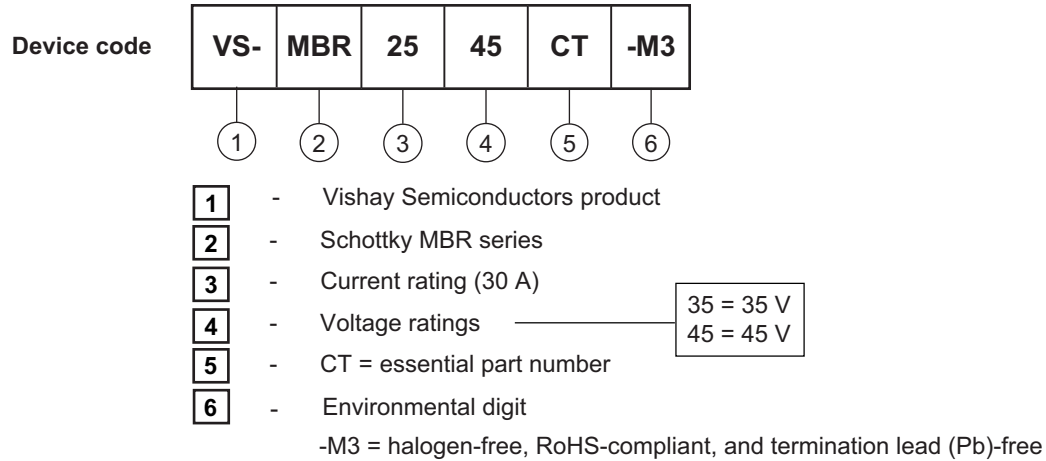 Device code VS- MBR 25 45 CT -M3
1 2 3 4 5 6
1 - Vishay Semiconductors product
2 - Schottky MBR series
3 - Current rating (30 A)
4 - Voltage ratings
35 = 35 V
45 = 45 V
5 - CT = essential part number
6 - Environmental digit
-M3 = halogen-free, RoHS-compliant, and termination lead (Pb)-free